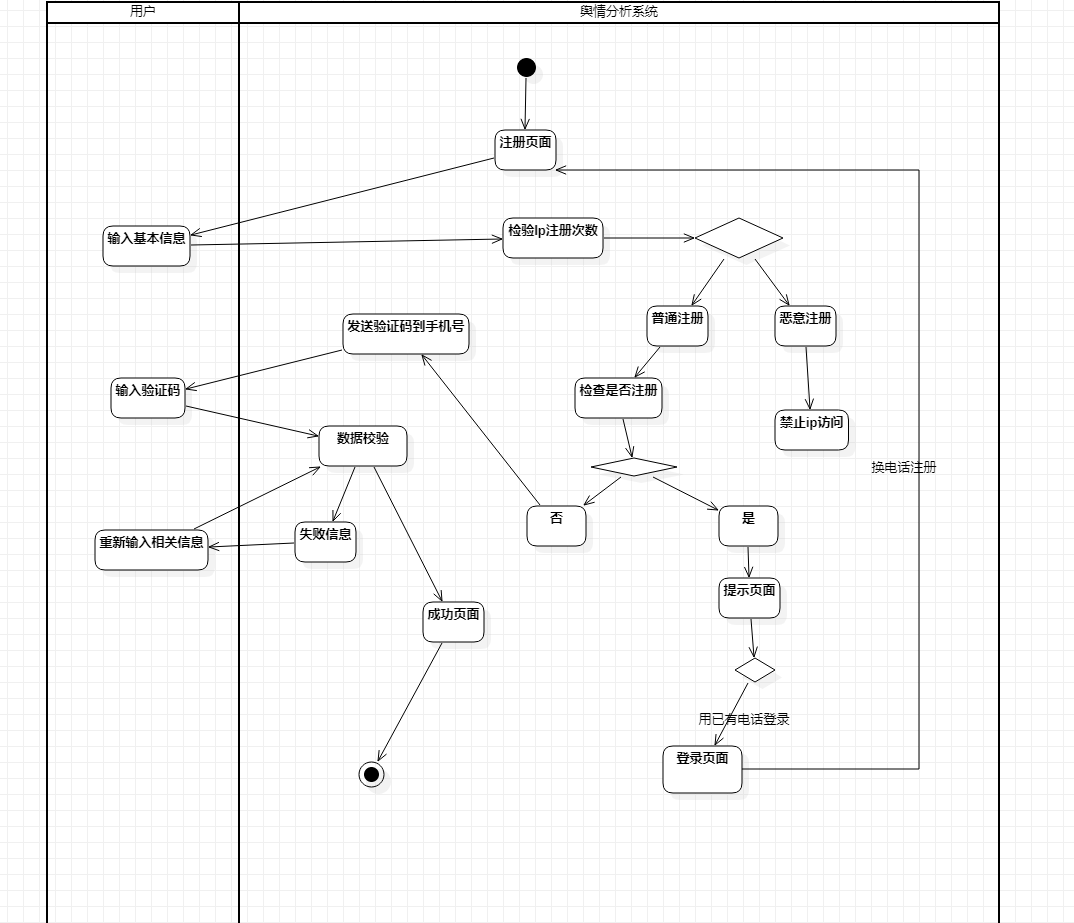 用户
舆情分析系统
注册页面
输入基本信息
检验Ip注册次数
普通注册
恶意注册
发送验证码到手机号
输入验证码
检查是否注册
禁止ip访问
数据校验
换电话注册
否
是
失败信息
重新输入相关信息
提示页面
成功页面
用已有电话登录
登录页面